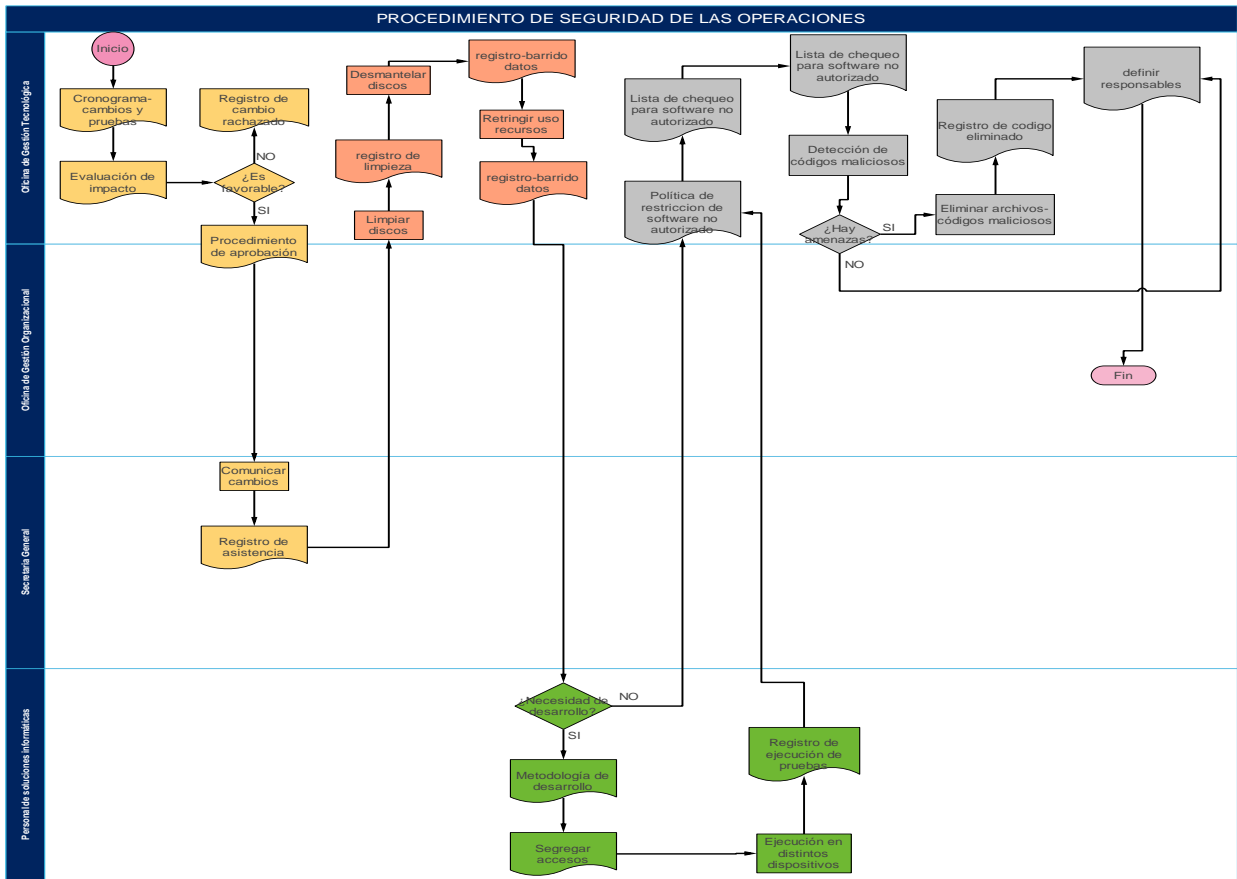 PROCEDIMIENTO DE SEGURIDAD DE LAS OPERACIONES
Oficina de Gestión Tecnológica
Inicio
Cronograma-
cambios y
pruebas
Evaluación de
impacto
Registro de
cambio
rachazado
NO
¿Es
favorable?
SI
Procedimiento
de aprobación
Desmantelar
discos
registro de
limpieza
Limpiar
discos
registro-barrido
datos
Retringir uso
recursos
registro-barrido
datos
Lista de chequeo
para software no
autorizado
Política de
restriccion de
software no
autorizado
Lista de chequeo
para software no
autorizado
Detección de
códigos maliciosos
¿Hay
amenazas?
SI
NO
Registro de codigo
eliminado
Eliminar archivos-
códigos maliciosos
definir
responsables
Oficina de Gestión Organizacional
Fin
Secretaría General
Comunicar
cambios
Registro de
asistencia
Personal de soluciones informáticas
¿Necesidad de
desarrollo?
NO
SI
Metodología de
desarrollo
Segregar
accesos
Registro de
ejecución de
pruebas
Ejecución en
distintos
dispositivos